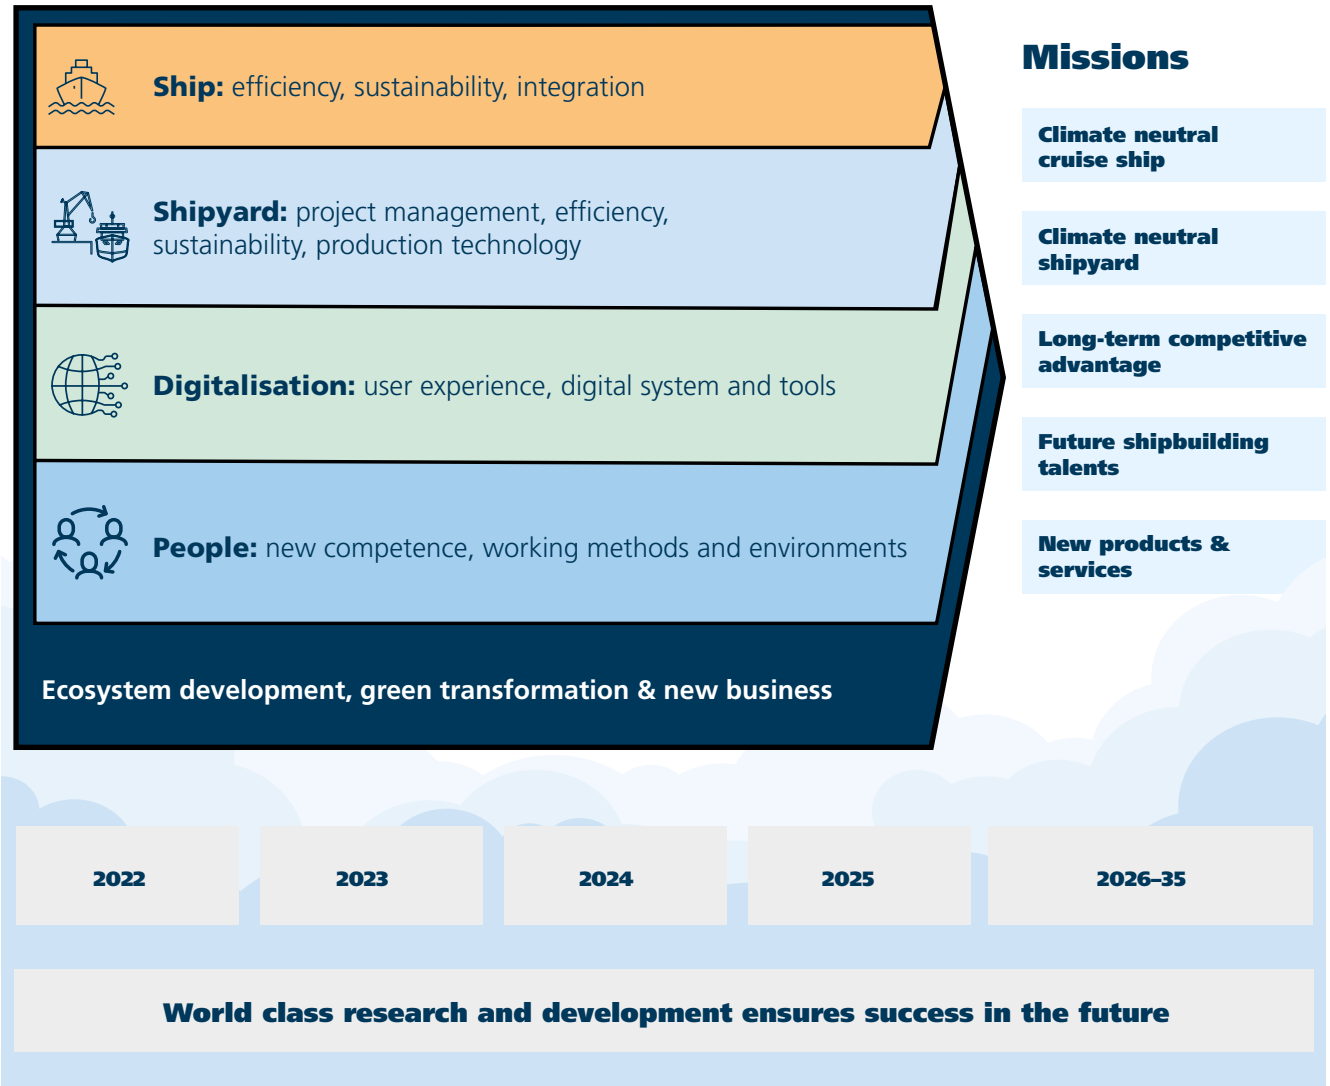 Ship: efficiency, sustainability, integration
Shipyard: project management, efficiency,
sustainability, production technology
Digitalisation: user experience, digital system and tools
People: new competence, working methods and environments
Ecosystem development, green transformation & new business
Missions
Climate neutral
cruise ship
Climate neutral
shipyard
Long-term competitive
advantage
Future shipbuilding
talents
New products &
services
2022
2023
2024
2025
2026–35
World class research and development ensures success in the future